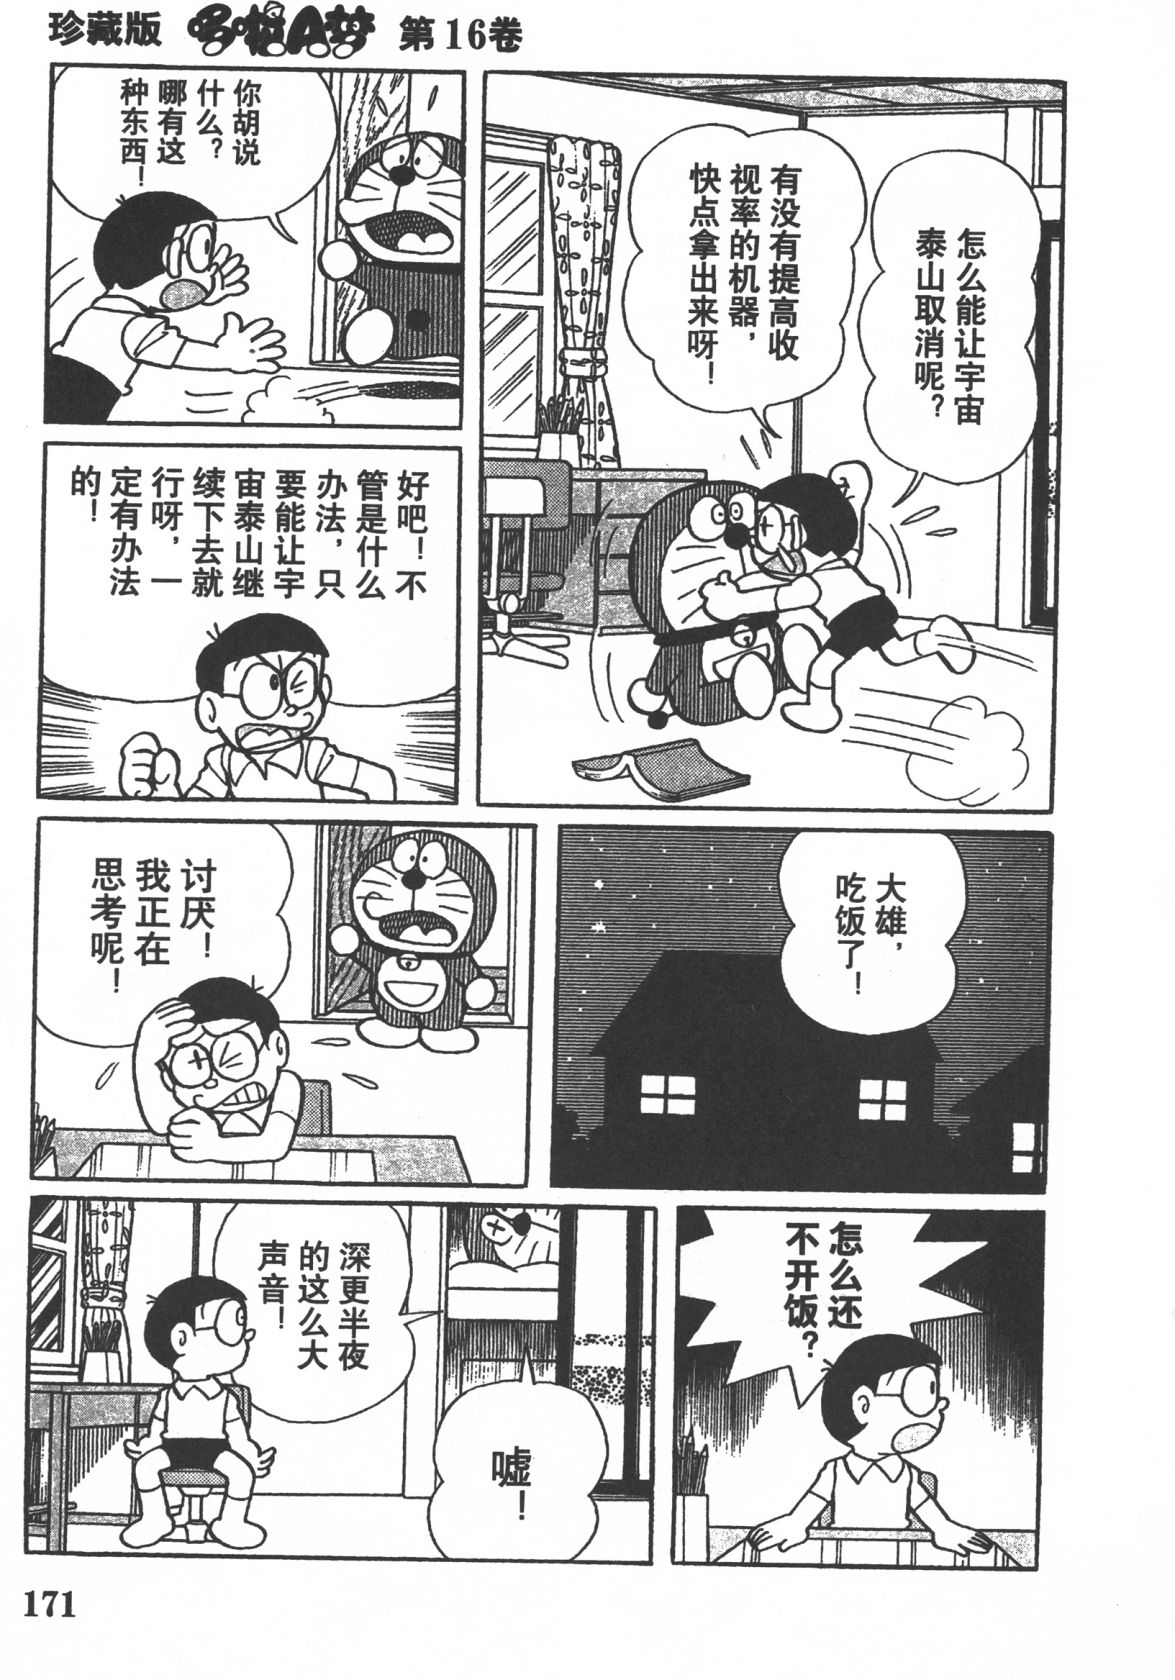 珍藏版 哆啦A梦 第16卷
怎么能让宇宙
泰山取消呢？
有没有提高收
视率的机器，
快点拿出来呀！
你胡说
什么？
哪有这
种东西！
好吧！不
管是什么
办法，只
要能让宇
宙泰山继
续下去就
行呀，一
定有办法
的！
大雄，
吃饭了！
讨厌！
我正在
思考呢！
怎么还
不开饭？
嘘！
深更半夜
的这么大
声音！
171